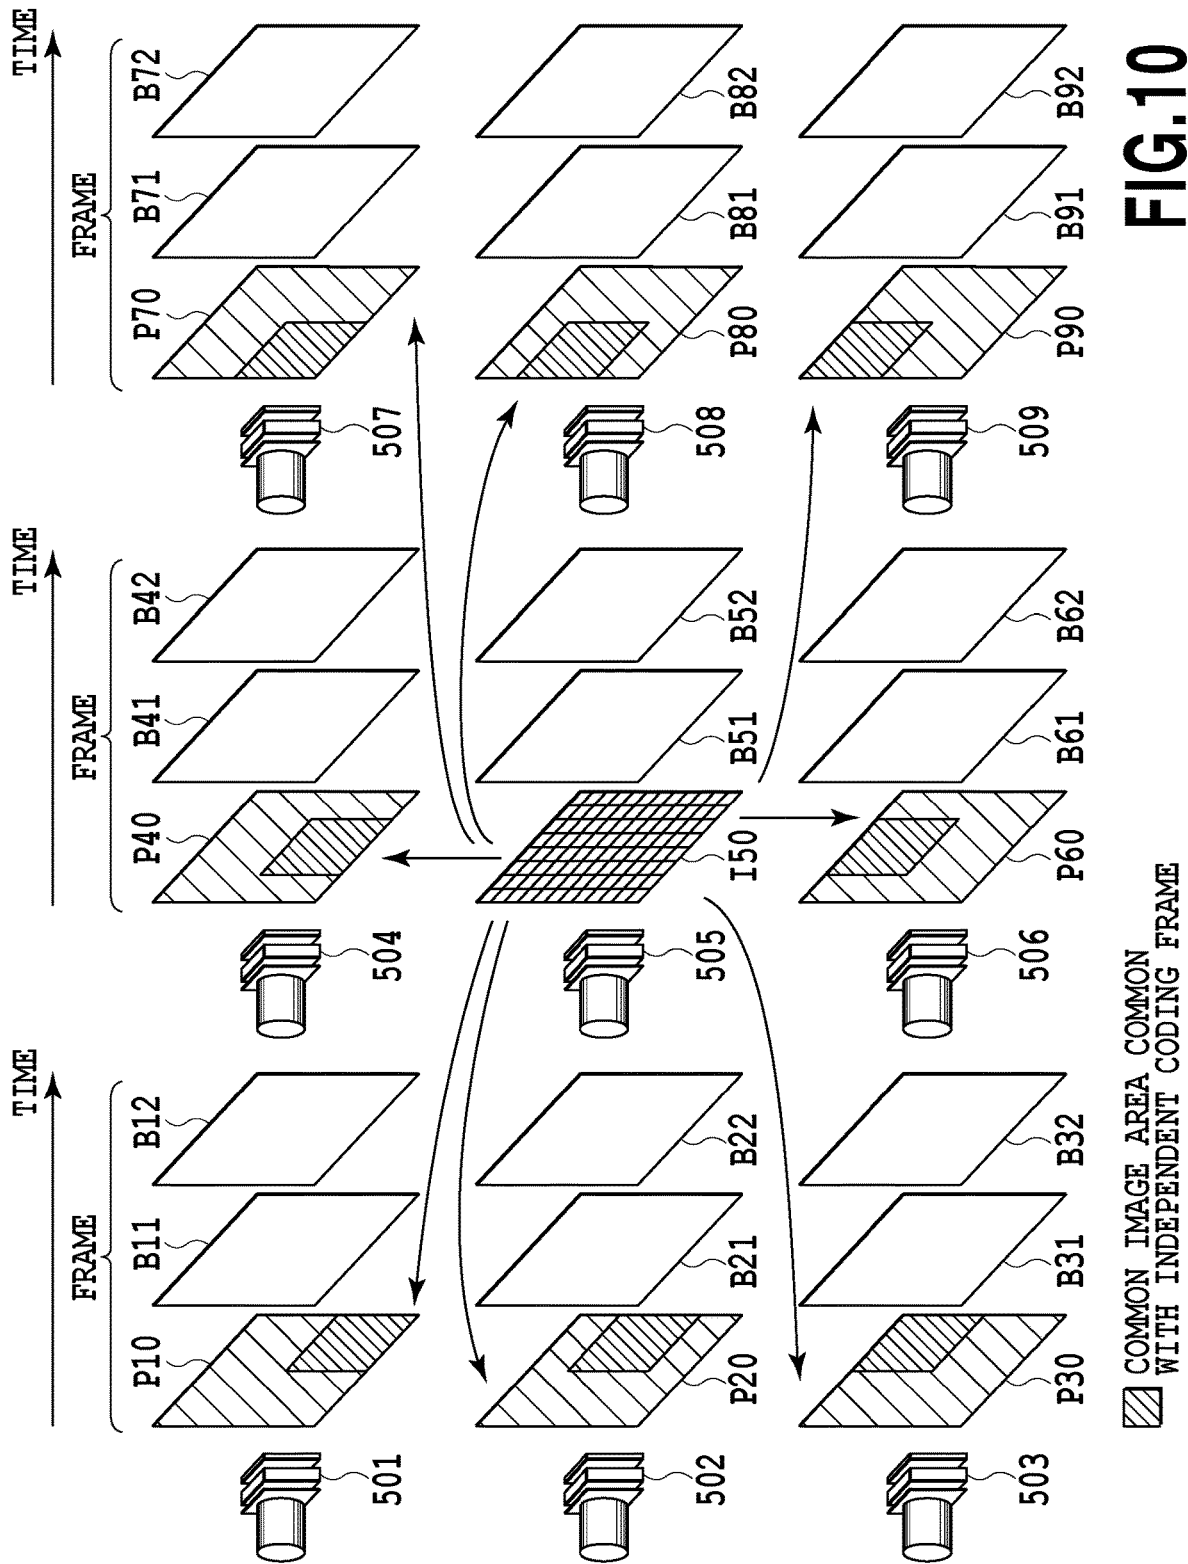 TIME
TIME
TIME
FRAME
FRAME
FRAME
P10 B11 B12
P40 B41 B42
P70 B71 B72
501
504
507
P20 B21 B22
I50 B51 B52
P80 B81 B82
502
505
508
P30 B31 B32
P60 B61 B62
P90 B91 B92
503
506
509
COMMON IMAGE AREA COMMON
WITH INDEPENDENT CODING FRAME
FIG.10